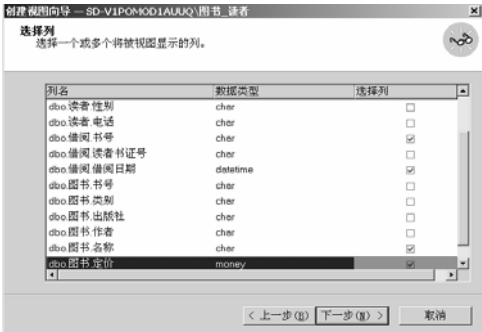 创建视图向导 — SD-V1POMOD1AUUQ\图书_读者
选择列
选择一个或多个将被视图显示的列。
列名 数据类型 选择列
dbo.读者.性别 char
dbo.读者.电话 char
dbo.借阅.书号 char
dbo.借阅.读者书证号 char
dbo.借阅.借阅日期 datetime
dbo.图书.书号 char
dbo.图书.类别 char
dbo.图书.出版社 char
dbo.图书.作者 char
dbo.图书.名称 char
dbo.图书.定价 money
< 上一步(B) 下一步(N) > 取消